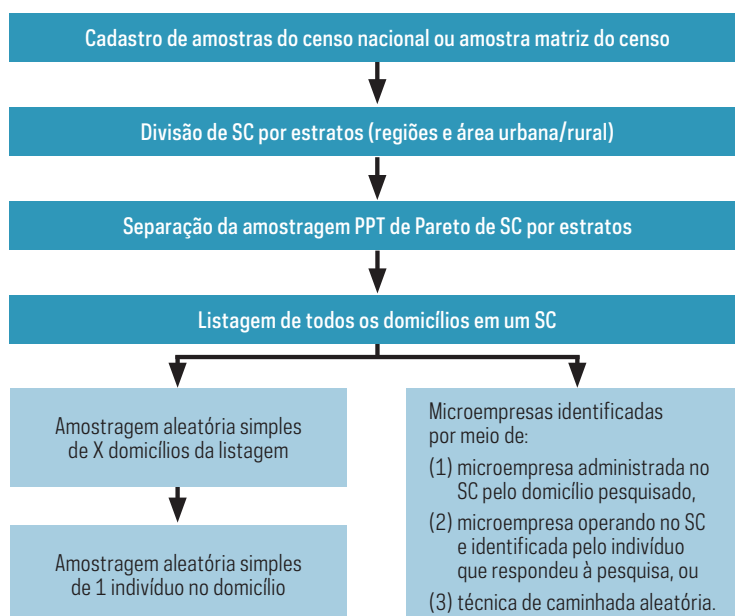 Cadastro de amostras do censo nacional ou amostra matriz do censo
Divisão de SC por estratos (regiões e área urbana/rural)
Separação da amostragem PPT de Pareto de SC por estratos
Listagem de todos os domicílios em um SC
Amostragem aleatória simples
de X domicílios da listagem
Amostragem aleatória simples
de 1 indivíduo no domicílio
Microempresas identificadas
por meio de:
(1) microempresa administrada no
SC pelo domicílio pesquisado,
(2) microempresa operando no SC
e identificada pelo indivíduo
que respondeu à pesquisa, ou
(3) técnica de caminhada aleatória.